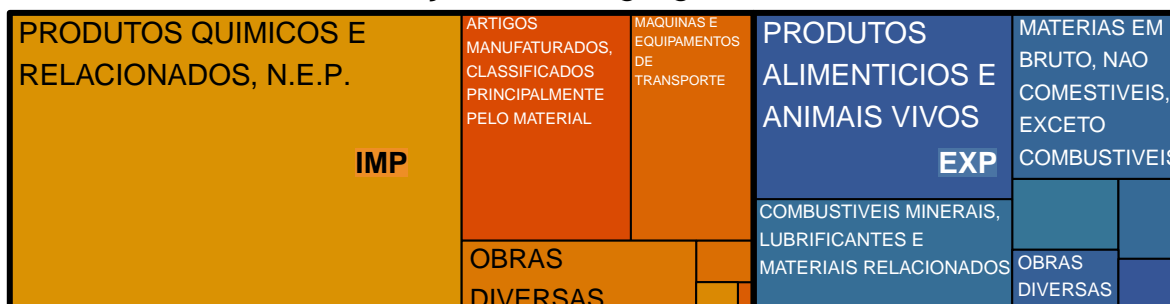 PRODUTOS QUIMICOS E
RELACIONADOS, N.E.P.
IMP
ARTIGOS
MANUFATURADOS,
CLASSIFICADOS
PRINCIPALMENTE
PELO MATERIAL
MAQUINAS E
EQUIPAMENTOS
DE
TRANSPORTE
OBRAS
DIVERSAS
PRODUTOS
ALIMENTICIOS E
ANIMAIS VIVOS
EXP
COMBUSTIVEIS MINERAIS,
LUBRIFICANTES E
MATERIAIS RELACIONADOS
MATERIAS EM
BRUTO, NAO
COMESTIVEIS,
EXCETO
COMBUSTIVEIS
OBRAS
DIVERSAS